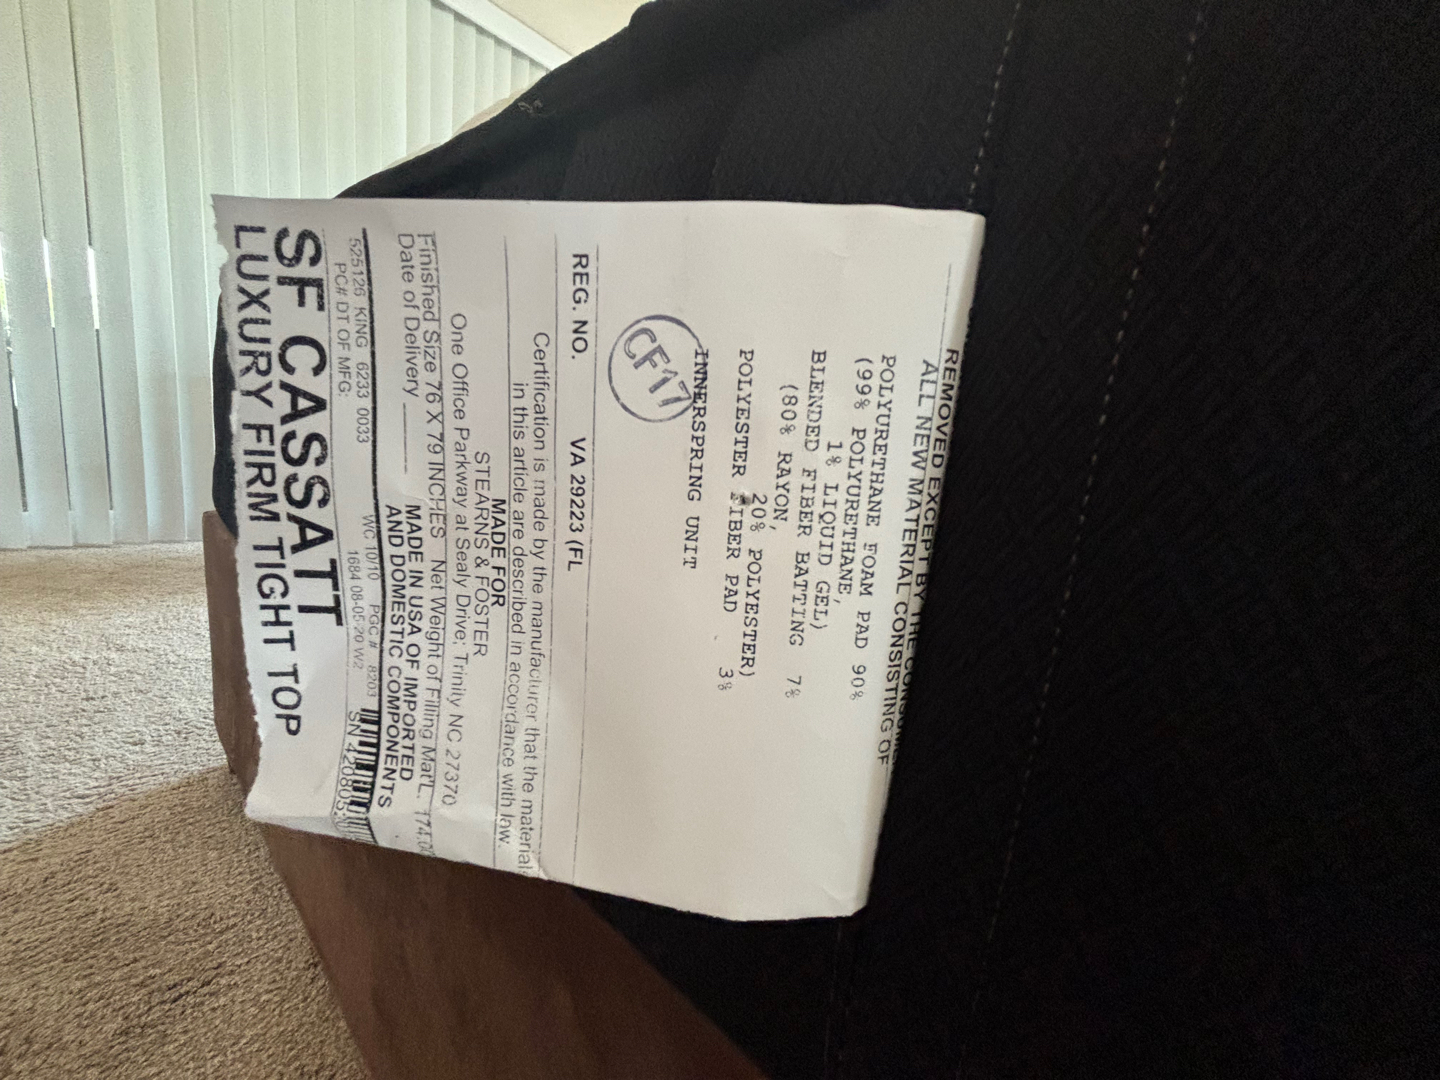 REMOVED EXCEPT BY THE CONSUMER
ALL NEW MATERIAL CONSISTING OF
POLYURETHANE FOAM PAD 90%
(99% POLYURETHANE,
1% LIQUID GEL)
BLENDED FIBER BATTING 7%
(80% RAYON,
20% POLYESTER)
POLYESTER FIBER PAD 3%
INNERSPRING UNIT
CF17
REG. NO. VA 29223 (FL
Certification is made by the manufacturer that the materials
in this article are described in accordance with law.
MADE FOR
STEARNS & FOSTER
One Office Parkway at Sealy Drive; Trinity NC 27370
Finished Size 76 X 79 INCHES Net Weight of Filling Mat'L. 174.0
Date of Delivery
MADE IN USA OF IMPORTED
AND DOMESTIC COMPONENTS
525126 KING 6233 0033 WC 10/10 PGC # 8203
PC# DT OF MFG: 1684 08-05-20 W2 SN 420805
SF CASSATT
LUXURY FIRM TIGHT TOP